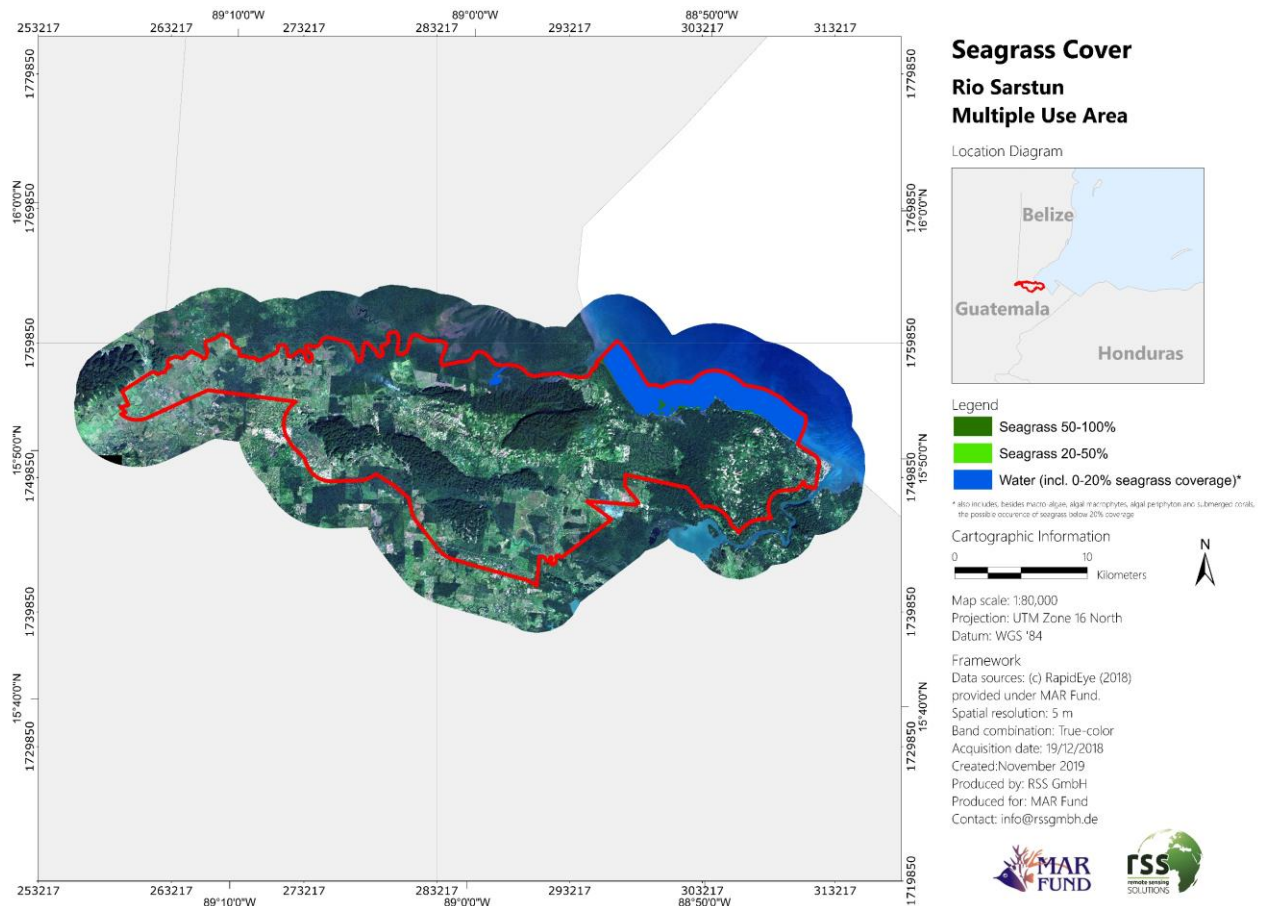 89°10'0"W 89°0'0"W 88°50'0"W
253217 263217 273217 283217 293217 303217 313217
1779850 1779850
16°0'0"N 1769850 1769850 16°0'0"N
1759850 1759850
15°50'0"N 1749850 1749850 15°50'0"N
1739850 1739850
15°40'0"N 1729850 1729850 15°40'0"N
1719850
253217 263217 273217 283217 293217 303217 313217
89°10'0"W 89°0'0"W 88°50'0"W
Seagrass Cover
Rio Sarstun
Multiple Use Area
Location Diagram
Belize
Guatemala
Honduras
Legend
Seagrass 50-100%
Seagrass 20-50%
Water (incl. 0-20% seagrass coverage)*
* also includes, besides macro-algae, algal macrophytes, algal periphyton and submerged corals,
the possible occurence of seagrass below 20% coverage
Cartographic Information
0 10
Kilometers
N
Map scale: 1:80,000
Projection: UTM Zone 16 North
Datum: WGS '84
Framework
Data sources: (c) RapidEye (2018)
provided under MAR Fund.
Spatial resolution: 5 m
Band combination: True-color
Acquisition date: 19/12/2018
Created:November 2019
Produced by: RSS GmbH
Produced for: MAR Fund
Contact: info@rssgmbh.de
MAR
FUND
rss
remote sensing
SOLUTIONS